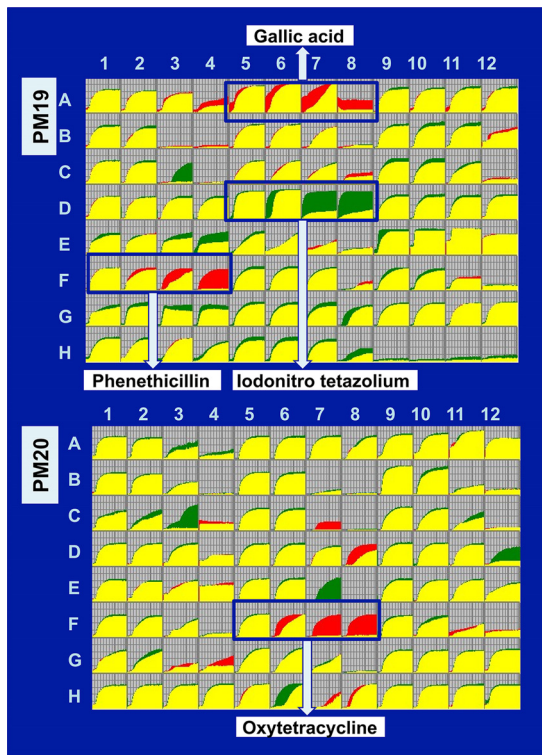 Gallic acid
1 2 3 4 5 6 7 8 9 10 11 12
PM19
A
B
C
D
E
F
G
H
Phenethicillin
Iodonitro tetazolium
1 2 3 4 5 6 7 8 9 10 11 12
PM20
A
B
C
D
E
F
G
H
Oxytetracycline